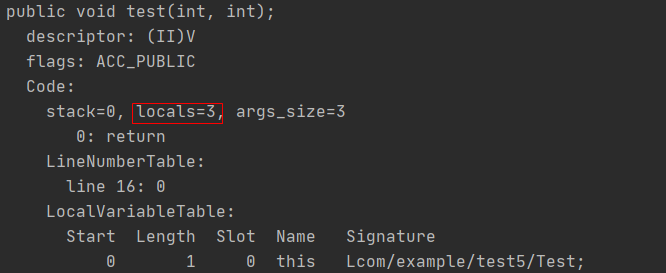 public void test(int, int);
descriptor: (II)V
flags: ACC_PUBLIC
Code:
stack=0, locals=3, args_size=3
0: return
LineNumberTable:
line 16: 0
LocalVariableTable:
Start Length Slot Name Signature
0 1 0 this Lcom/example/test5/Test;